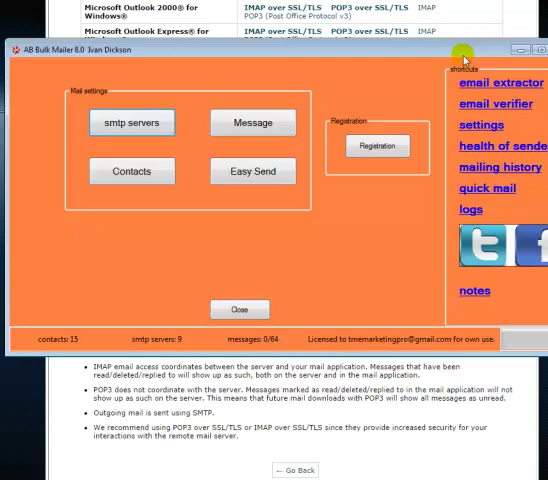 Microsoft Outlook 2000® for
Windows®
IMAP over SSL/TLS POP3 over SSL/TLS IMAP
POP3 (Post Office Protocol v3)
Microsoft Outlook Express® for
IMAP over SSL/TLS POP3 over SSL/TLS IMAP
AB Bulk Mailer 8.0 Ivan Dickson
Mail settings
smtp servers
Message
Contacts
Easy Send
Registration
Registration
shortcuts
email extractor
email verifier
settings
health of sende
mailing history
quick mail
logs
notes
Close
contacts: 15 smtp servers: 9 messages: 0/64 Licensed to tmemarketingpro@gmail.com for own use.
IMAP email access coordinates between the server and your mail application. Messages that have been
read/deleted/replied to will show up as such, both on the server and in the mail application.
POP3 does not coordinate with the server. Messages marked as read/deleted/replied to in the mail application will not
show up as such on the server. This means that future mail downloads with POP3 will show all messages as unread.
Outgoing mail is sent using SMTP.
We recommend using POP3 over SSL/TLS or IMAP over SSL/TLS since they provide increased security for your
interactions with the remote mail server.
← Go Back